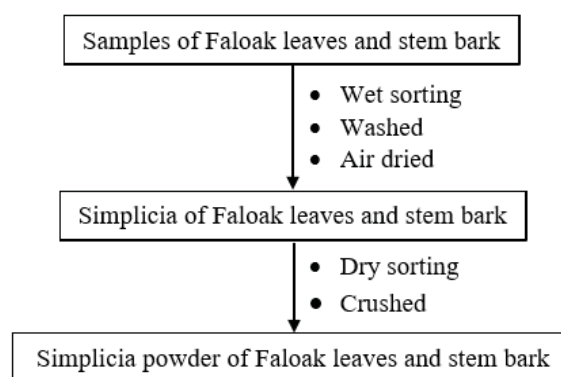 Samples of Faloak leaves and stem bark
• Wet sorting
• Washed
• Air dried
Simplicia of Faloak leaves and stem bark
• Dry sorting
• Crushed
Simplicia powder of Faloak leaves and stem bark